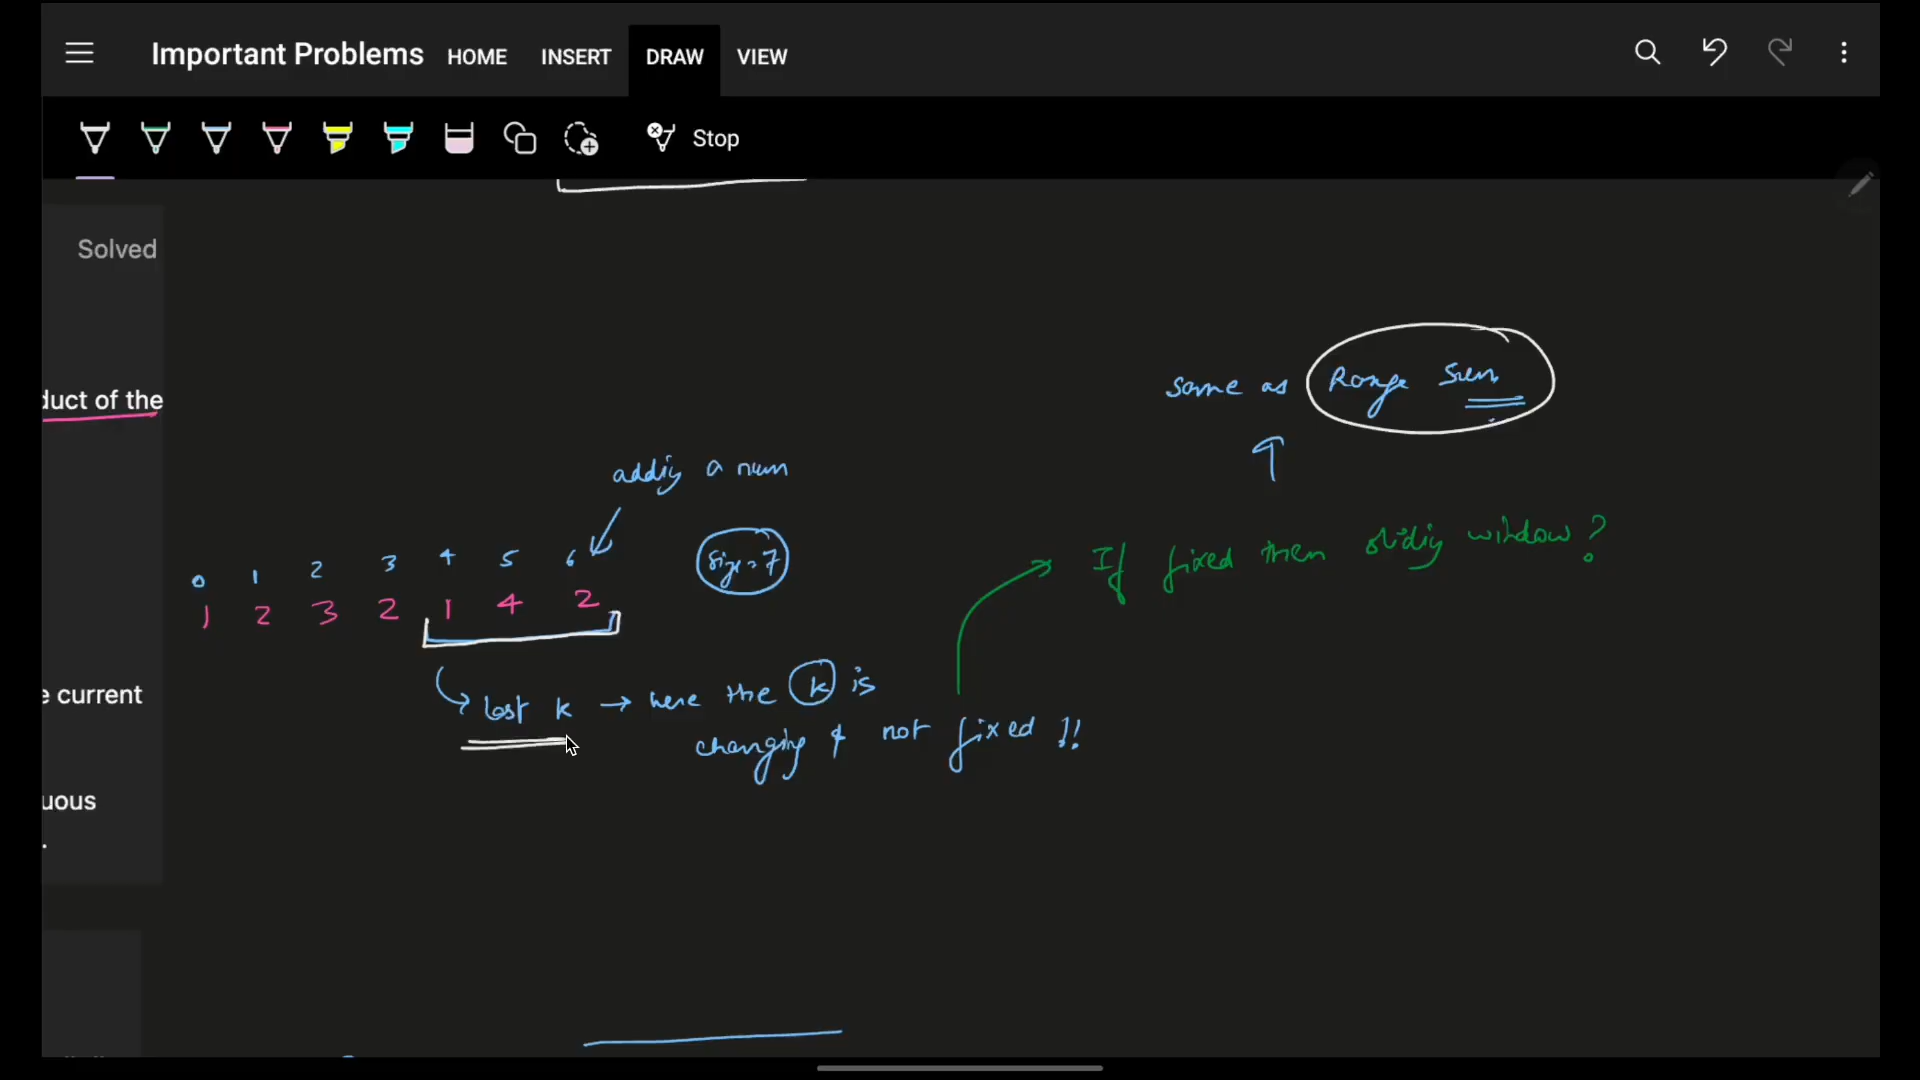 Important Problems HOME INSERT DRAW VIEW
Stop
Solved
duct of the
same as Range Sum
adding a num
0 1 2 3 4 5 6
size = 7
If fixed then sliding window?
1 2 3 2 1 4 2
e current
last k → here the k is
changing & not fixed !!
uous
.